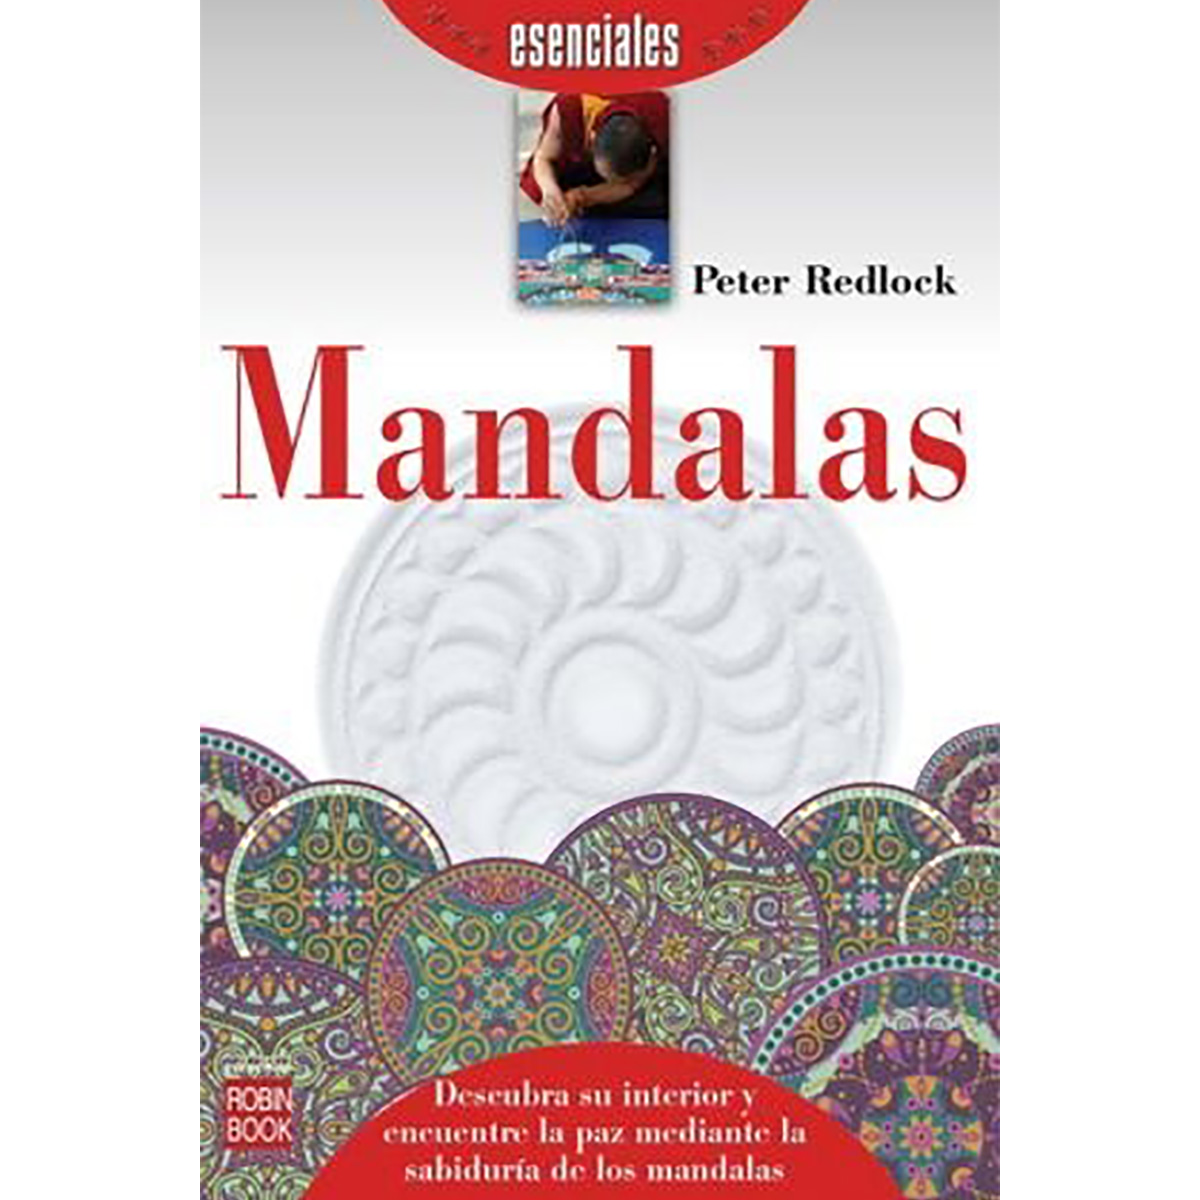 esenciales
Peter Redlock
Mandalas
ROBIN
BOOK
Descubra su interior y
encuentre la paz mediante la
sabiduría de los mandalas